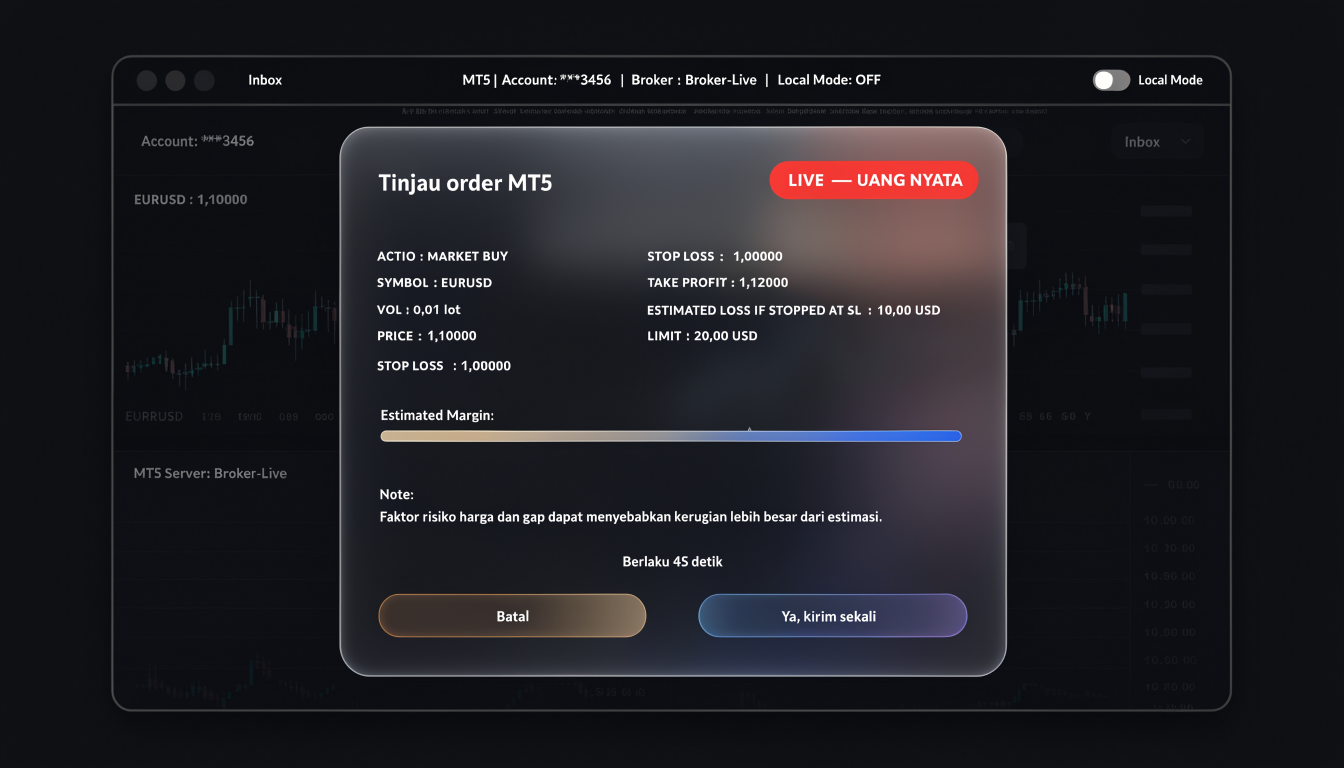 Inbox
MT5 | Account: ***3456 | Broker : Broker-Live | Local Mode: OFF
Local Mode
Account: ***3456
Inbox
EURUSD : 1,10000
Tinjau order MT5
LIVE — UANG NYATA
ACTIO : MARKET BUY
SYMBOL : EURUSD
VOL : 0,01 lot
PRICE : 1,10000
STOP LOSS : 1,00000
STOP LOSS : 1,00000
TAKE PROFIT : 1,12000
ESTIMATED LOSS IF STOPPED AT SL : 10,00 USD
LIMIT : 20,00 USD
EURRUSD
Estimated Margin:
MT5 Server: Broker-Live
Note:
Faktor risiko harga dan gap dapat menyebabkan kerugian lebih besar dari estimasi.
Berlaku 45 detik
Batal
Ya, kirim sekali